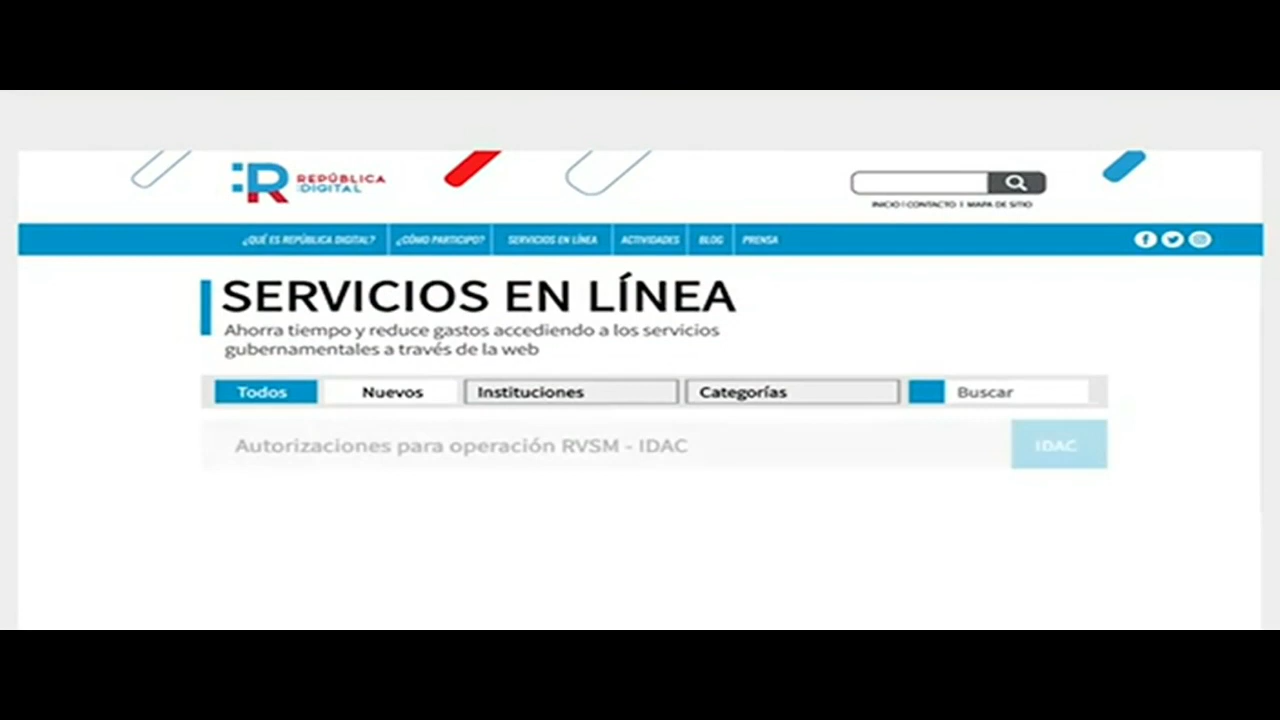 REPÚBLICA
DIGITAL
INICIO | CONTACTO | MAPA DE SITIO
¿QUÉ ES REPÚBLICA DIGITAL? ¿CÓMO PARTICIPO? SERVICIOS EN LÍNEA ACTIVIDADES BLOG PRENSA
SERVICIOS EN LÍNEA
Ahorra tiempo y reduce gastos accediendo a los servicios
gubernamentales a través de la web
Todos Nuevos Instituciones Categorías Buscar
Autorizaciones para operación RVSM - IDAC IDAC